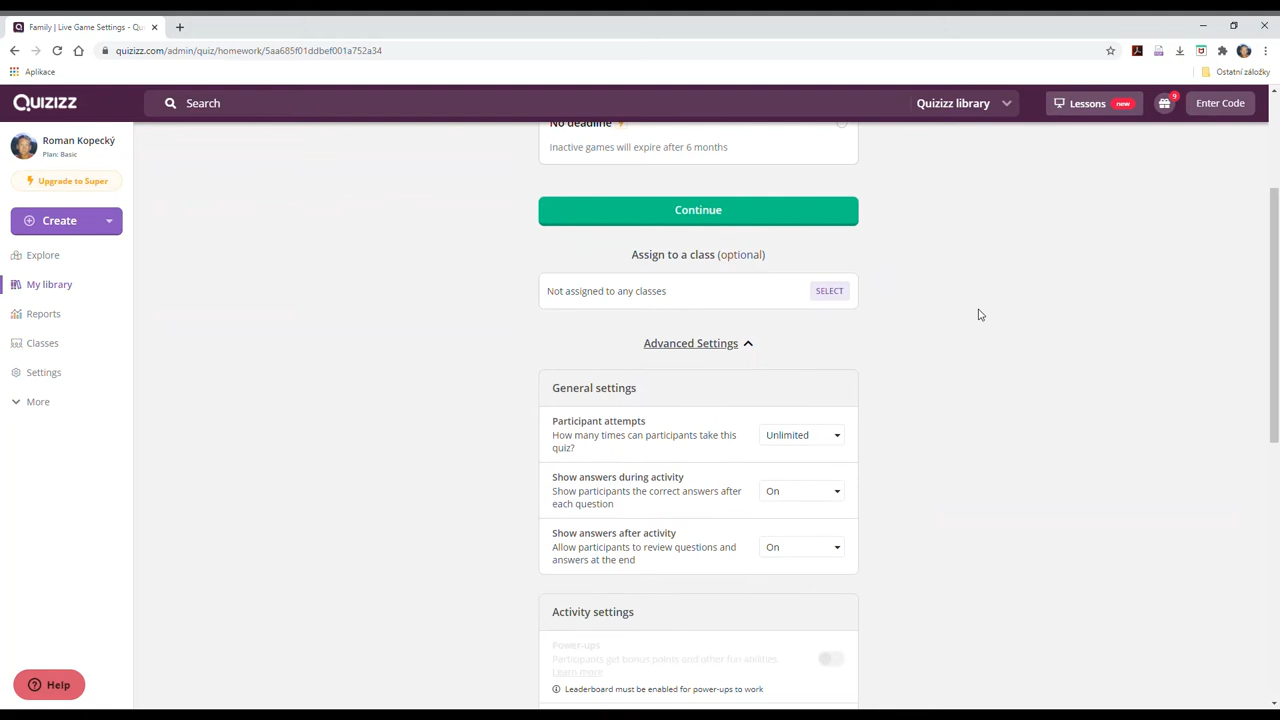 Family | Live Game Settings - Qu
quizizz.com/admin/quiz/homework/5aa685f01ddbef001a752a34
Aplikace
Ostatní záložky
QUIZIZZ
Search
Quizizz library
Lessons new
9
Enter Code
Roman Kopecký
Plan: Basic
Upgrade to Super
Create
Explore
My library
Reports
Classes
Settings
More
Help
No deadline
Inactive games will expire after 6 months
Continue
Assign to a class (optional)
Not assigned to any classes
SELECT
Advanced Settings
General settings
Participant attempts
How many times can participants take this
quiz?
Unlimited
Show answers during activity
Show participants the correct answers after
each question
On
Show answers after activity
Allow participants to review questions and
answers at the end
On
Activity settings
Power-ups
Participants get bonus points and other fun abilities.
Learn more
Leaderboard must be enabled for power-ups to work